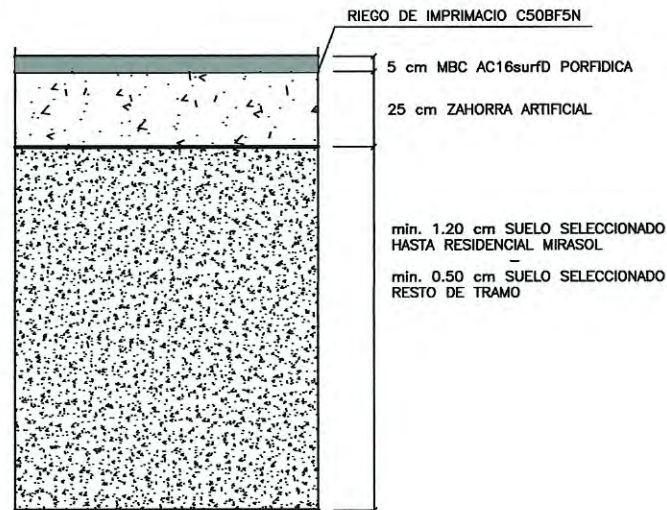 RIEGO DE IMPRIMACIO C50BF5N
5 cm MBC AC16surfD PORFIDICA
25 cm ZAHORRA ARTIFICIAL
min. 1.20 cm SUELO SELECCIONADO
HASTA RESIDENCIAL MIRASOL
–
min. 0.50 cm SUELO SELECCIONADO
RESTO DE TRAMO